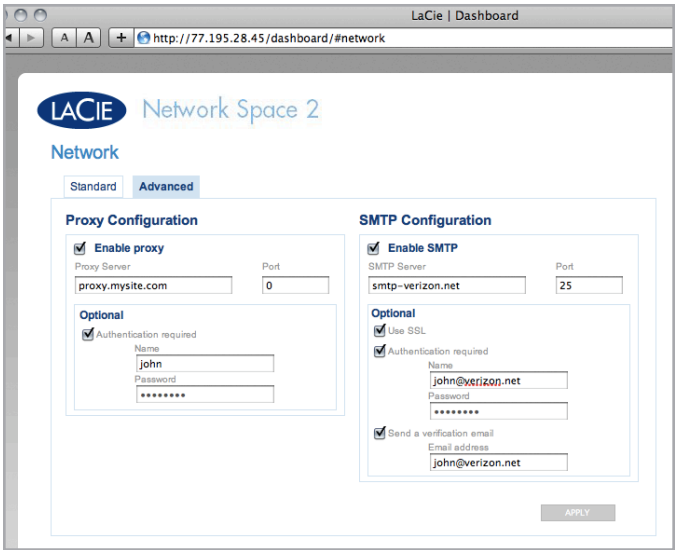 LaCie | Dashboard
A A + http://77.195.28.45/dashboard/#network
LACIE Network Space 2
Network
Standard Advanced
Proxy Configuration
Enable proxy
Proxy Server Port
proxy.mysite.com 0
Optional
Authentication required
Name
john
Password
••••••••
SMTP Configuration
Enable SMTP
SMTP Server Port
smtp-verizon.net 25
Optional
Use SSL
Authentication required
Name
john@verizon.net
Password
••••••••
Send a verification email
Email address
john@verizon.net
APPLY